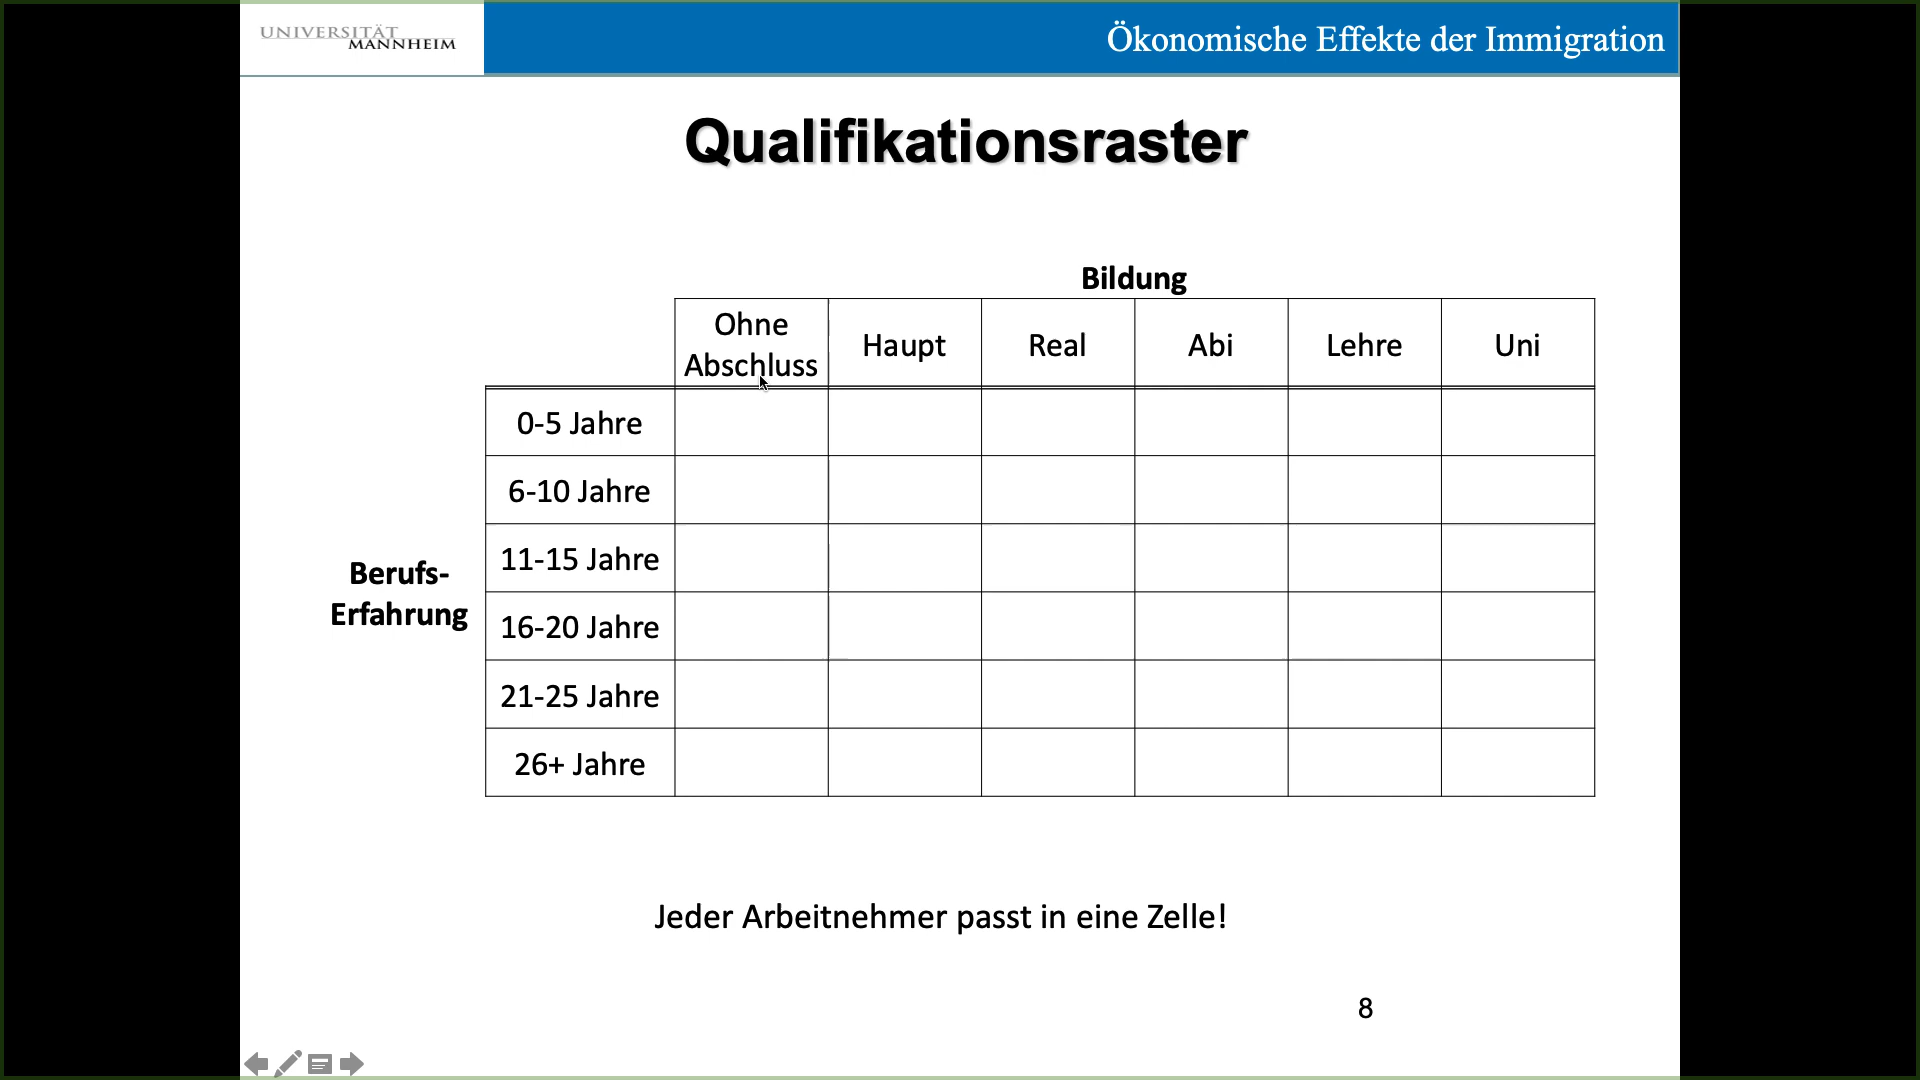 UNIVERSITÄT
MANNHEIM
Ökonomische Effekte der Immigration
Qualifikationsraster
Bildung
Ohne
Abschluss
Haupt
Real
Abi
Lehre
Uni
Berufs-
Erfahrung
0-5 Jahre
6-10 Jahre
11-15 Jahre
16-20 Jahre
21-25 Jahre
26+ Jahre
Jeder Arbeitnehmer passt in eine Zelle!
8